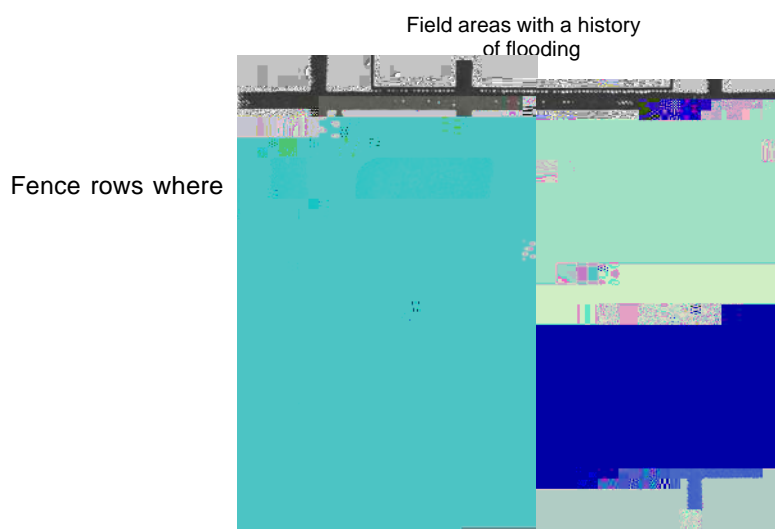 Field areas with a history
of flooding
Fence rows where